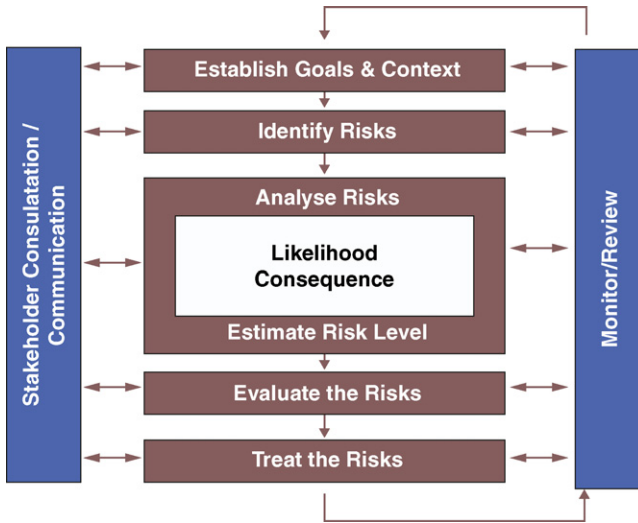 Establish Goals & Context
Identify Risks
Analyse Risks
Likelihood
Consequence
Estimate Risk Level
Evaluate the Risks
Treat the Risks
Stakeholder Consulatation /
Communication
Monitor/Review